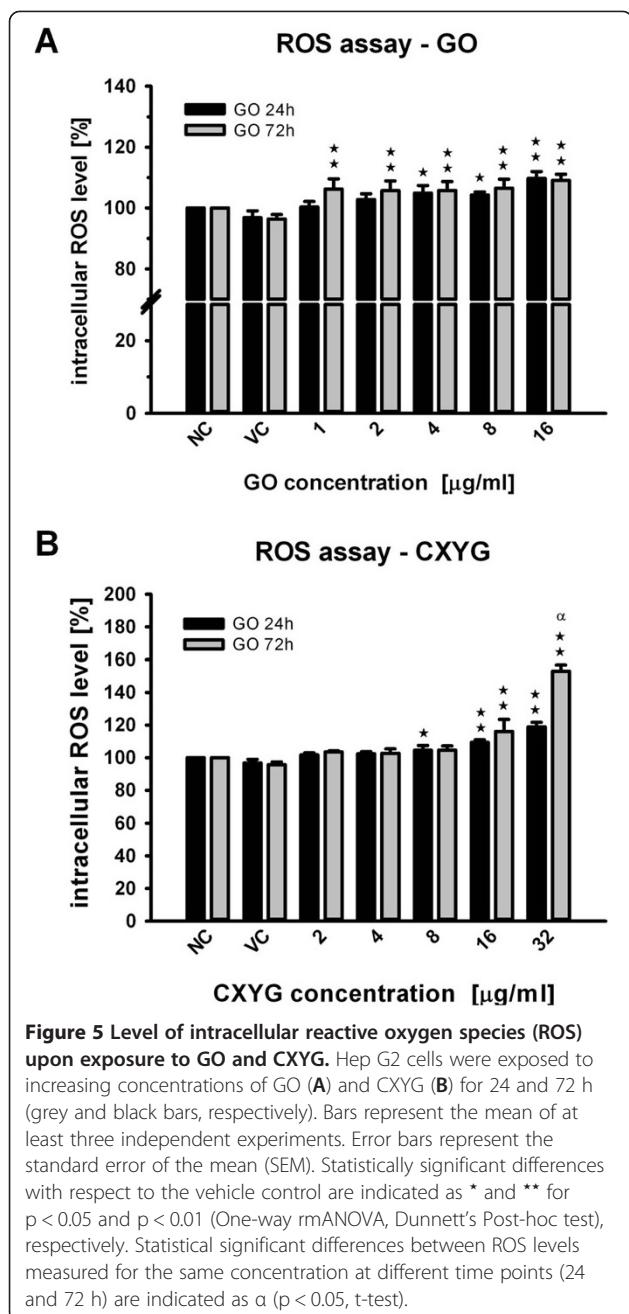 A
ROS assay - GO
intracellular ROS level [%]
140
120
100
80
20
0
GO 24h
GO 72h
★ ★ ★ ★ ★ ★ ★ ★ ★ ★ ★ ★ ★ ★
NC VC 1 2 4 8 16
GO concentration [μg/ml]
B
ROS assay - CXYG
intracellular ROS level [%]
200
180
160
140
120
100
80
60
40
20
0
GO 24h
GO 72h
α
★ ★ ★ ★ ★ ★ ★ ★ ★
NC VC 2 4 8 16 32
CXYG concentration [μg/ml]
Figure 5 Level of intracellular reactive oxygen species (ROS)
upon exposure to GO and CXYG. Hep G2 cells were exposed to
increasing concentrations of GO (A) and CXYG (B) for 24 and 72 h
(grey and black bars, respectively). Bars represent the mean of at
least three independent experiments. Error bars represent the
standard error of the mean (SEM). Statistically significant differences
with respect to the vehicle control are indicated as * and ** for
p < 0.05 and p < 0.01 (One-way rmANOVA, Dunnett's Post-hoc test),
respectively. Statistical significant differences between ROS levels
measured for the same concentration at different time points (24
and 72 h) are indicated as α (p < 0.05, t-test).